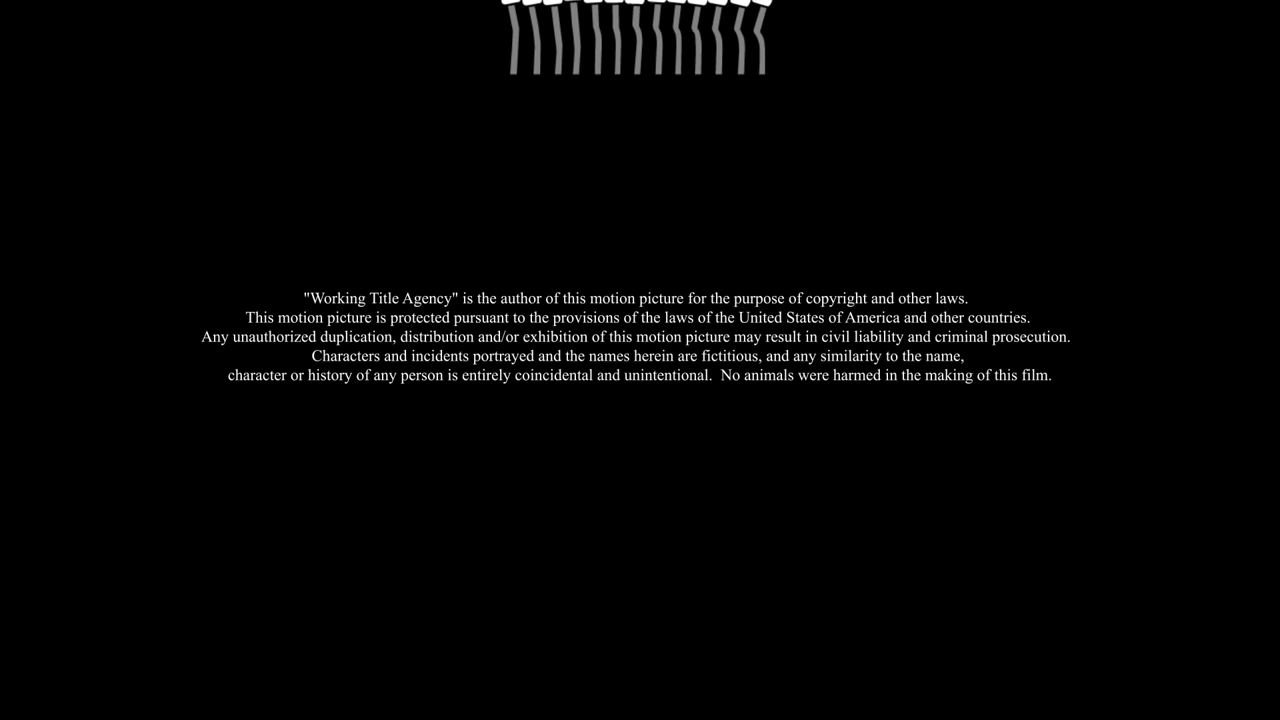 "Working Title Agency" is the author of this motion picture for the purpose of copyright and other laws.
This motion picture is protected pursuant to the provisions of the laws of the United States of America and other countries.
Any unauthorized duplication, distribution and/or exhibition of this motion picture may result in civil liability and criminal prosecution.
Characters and incidents portrayed and the names herein are fictitious, and any similarity to the name,
character or history of any person is entirely coincidental and unintentional.  No animals were harmed in the making of this film.